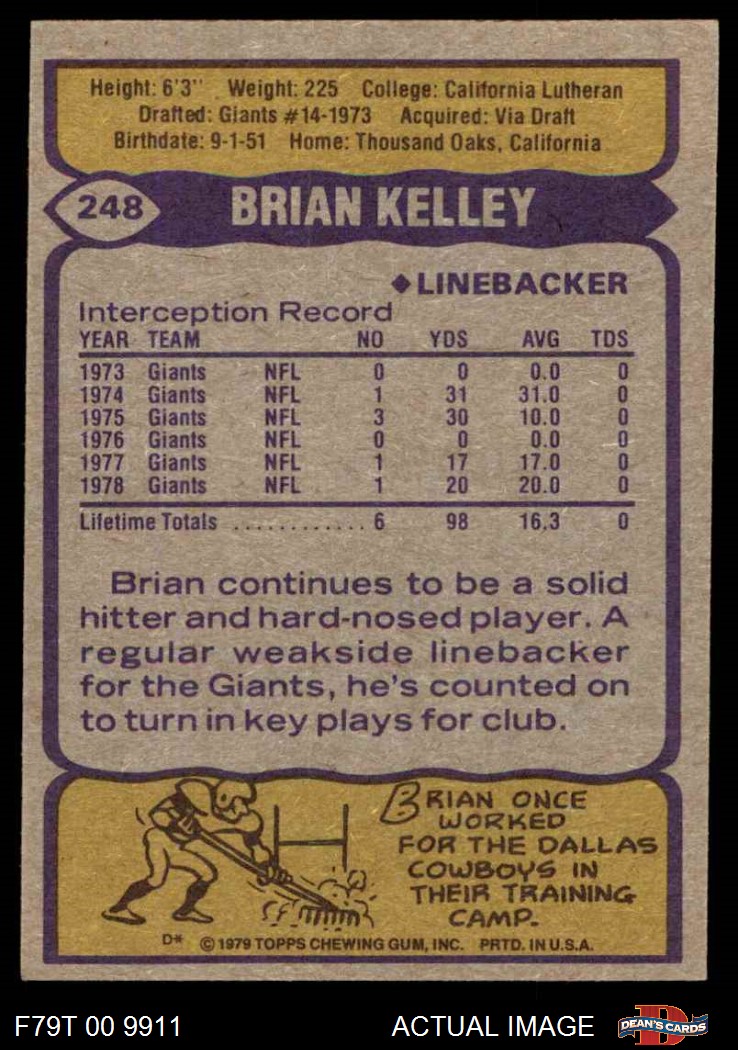 Height: 6'3" Weight: 225 College: California Lutheran
Drafted: Giants #14-1973 Acquired: Via Draft
Birthdate: 9-1-51 Home: Thousand Oaks, California
248 BRIAN KELLEY
◆LINEBACKER
Interception Record
YEAR TEAM NO YDS AVG TDS
1973 Giants NFL 0 0 0.0 0
1974 Giants NFL 1 31 31.0 0
1975 Giants NFL 3 30 10.0 0
1976 Giants NFL 0 0 0.0 0
1977 Giants NFL 1 17 17.0 0
1978 Giants NFL 1 20 20.0 0
Lifetime Totals ............ 6 98 16.3 0
Brian continues to be a solid
hitter and hard-nosed player. A
regular weakside linebacker
for the Giants, he's counted on
to turn in key plays for club.
BRIAN ONCE
WORKED
FOR THE DALLAS
COWBOYS IN
THEIR TRAINING
CAMP.
D* © 1979 TOPPS CHEWING GUM, INC. PRTD. IN U.S.A.
F79T 00 9911 ACTUAL IMAGE D DEAN'S CARDS